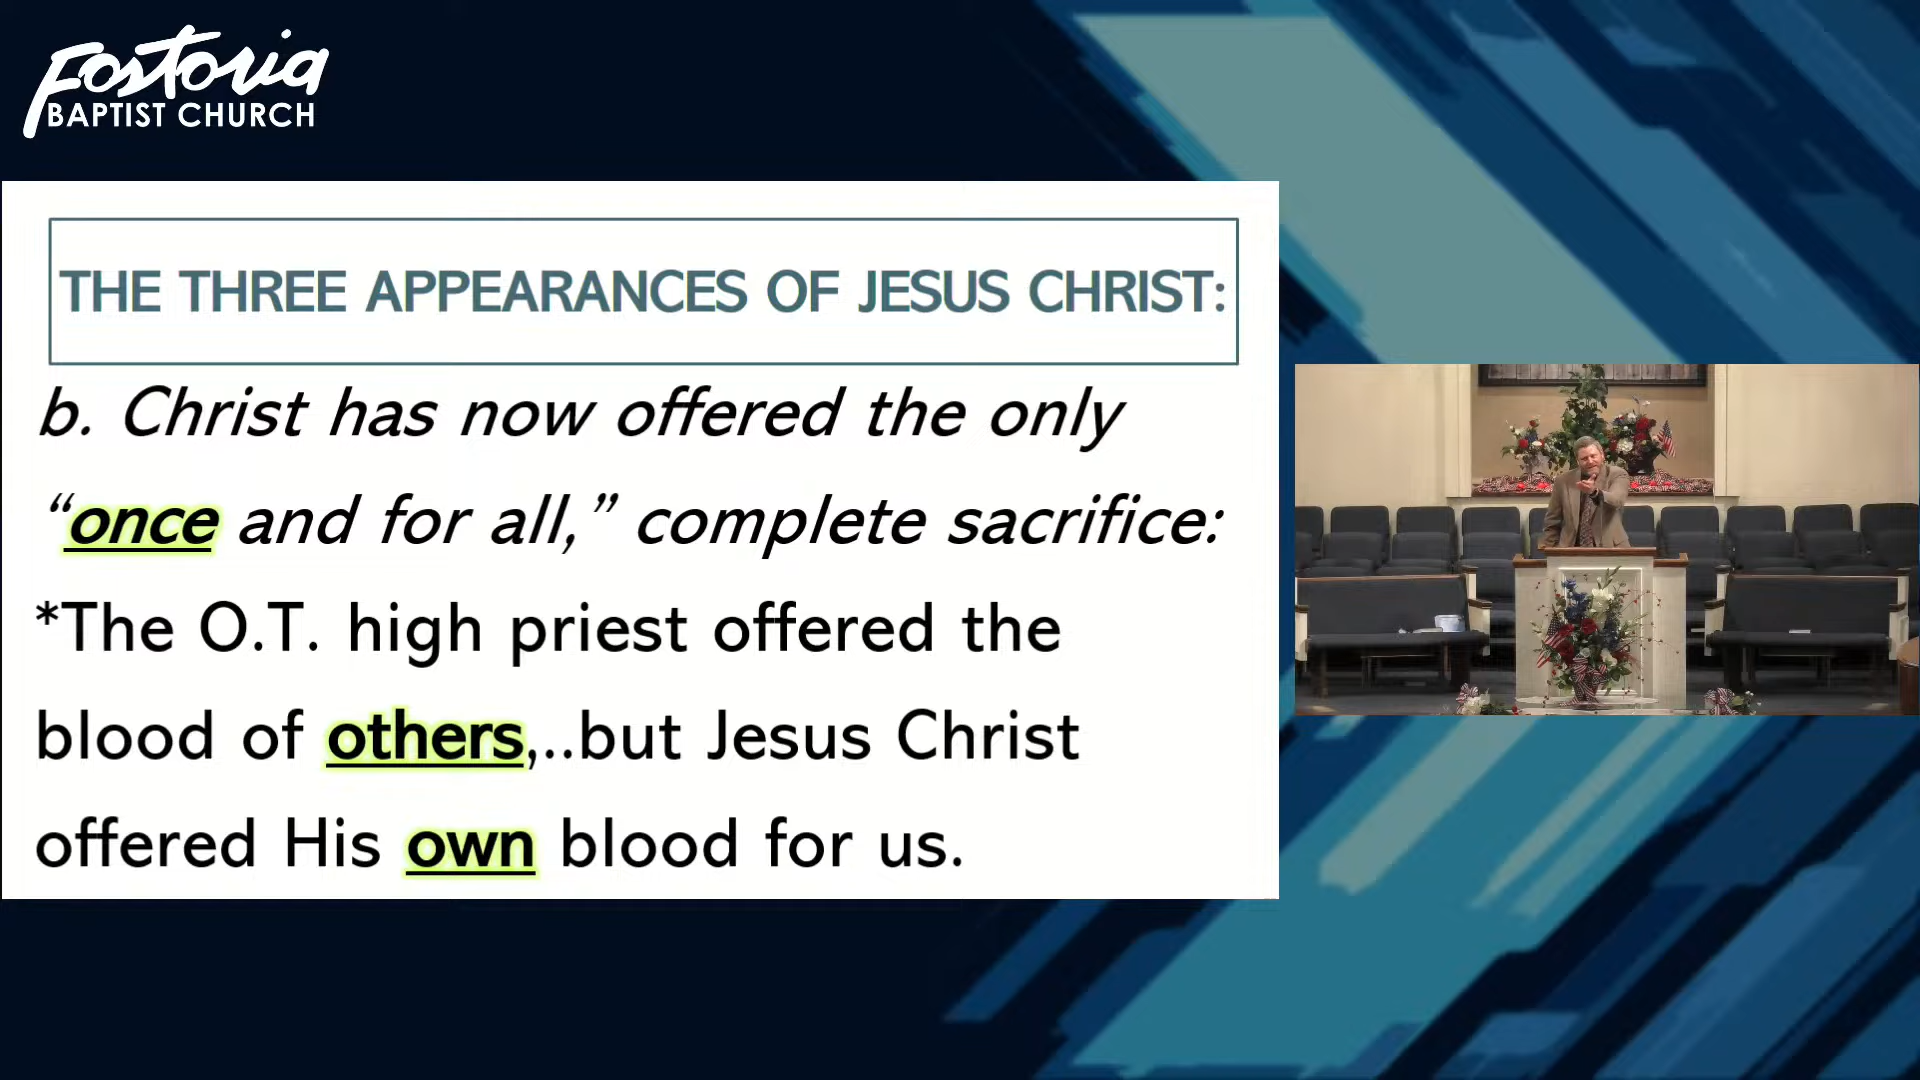 Fostoria
BAPTIST CHURCH
THE THREE APPEARANCES OF JESUS CHRIST:
b. Christ has now offered the only
“once and for all,” complete sacrifice:
*The O.T. high priest offered the
blood of others,..but Jesus Christ
offered His own blood for us.